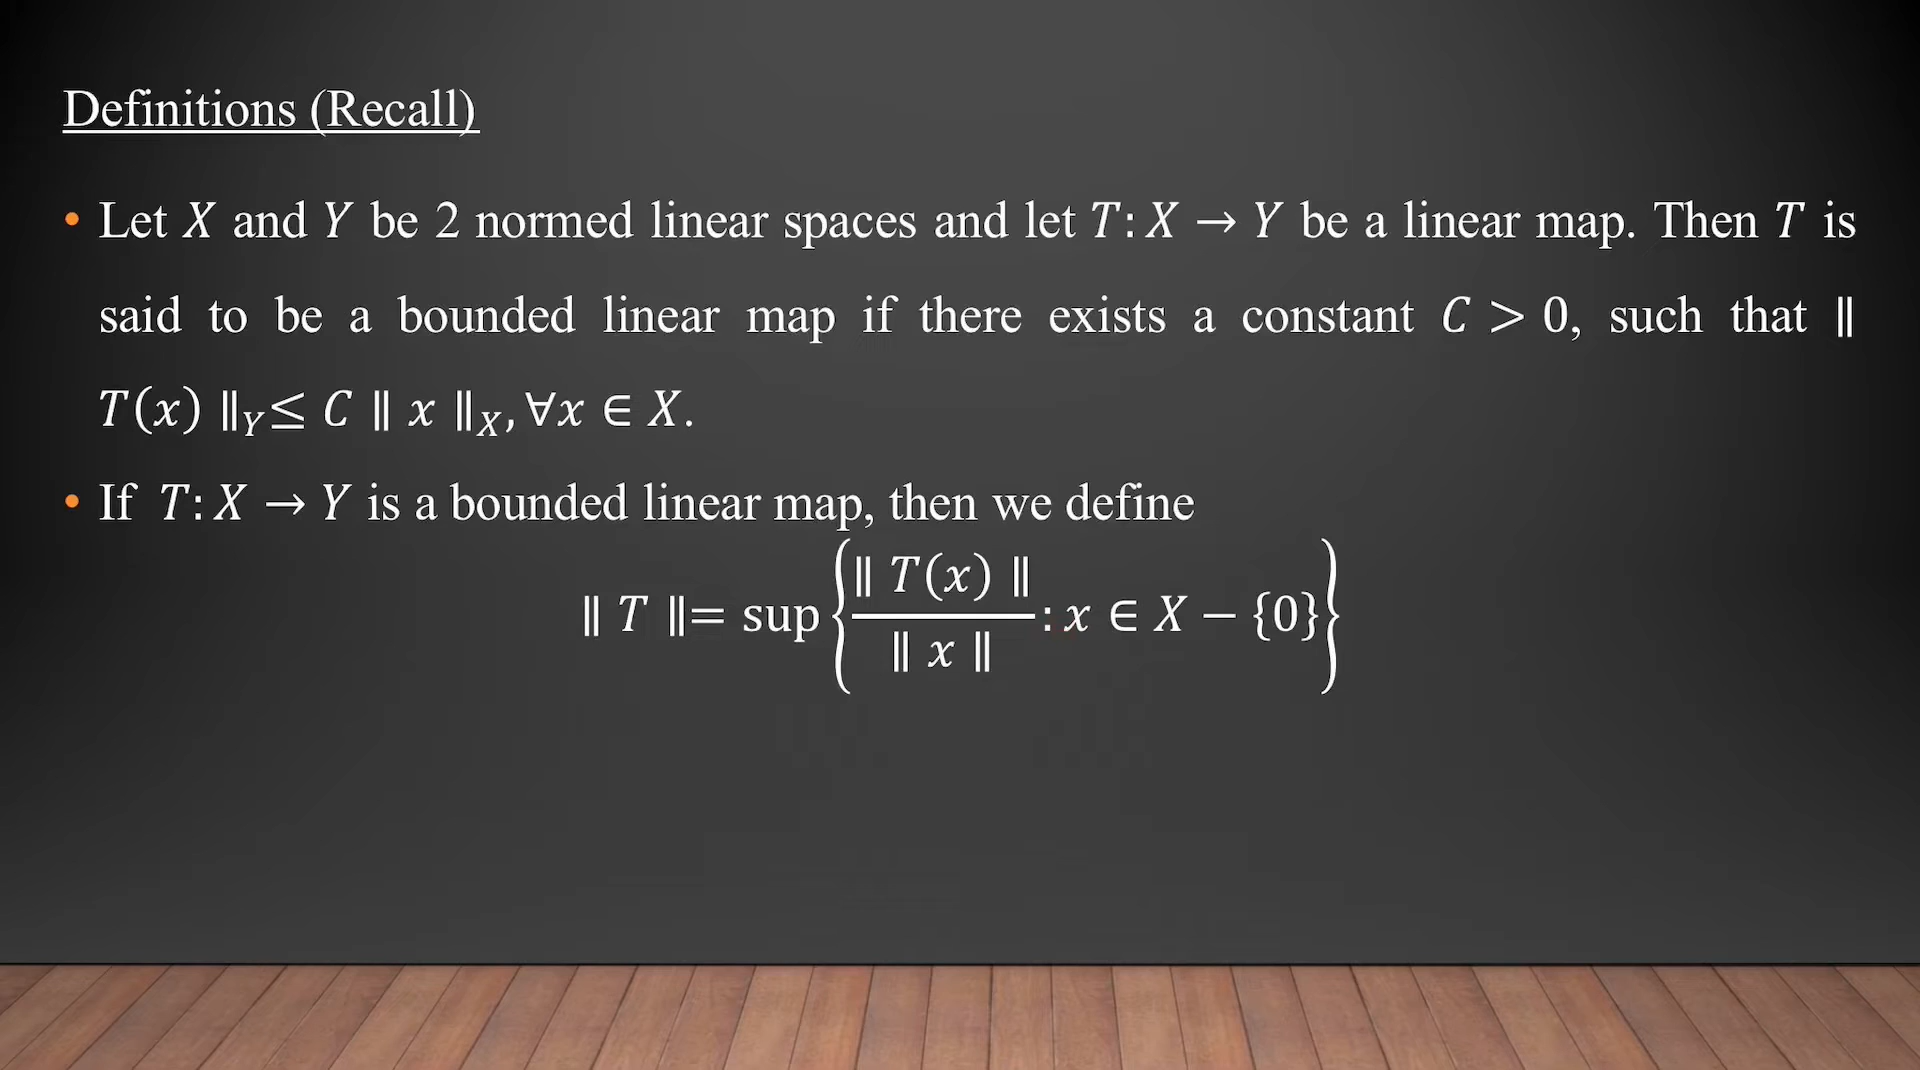 Definitions (Recall)
• Let X and Y be 2 normed linear spaces and let T: X → Y be a linear map. Then T is
said to be a bounded linear map if there exists a constant C > 0, such that ∥
T(x) ∥_Y ≤ C ∥ x ∥_X, ∀x ∈ X.
• If T: X → Y is a bounded linear map, then we define
∥ T ∥= sup {∥ T(x) ∥ / ∥ x ∥ : x ∈ X − {0}}